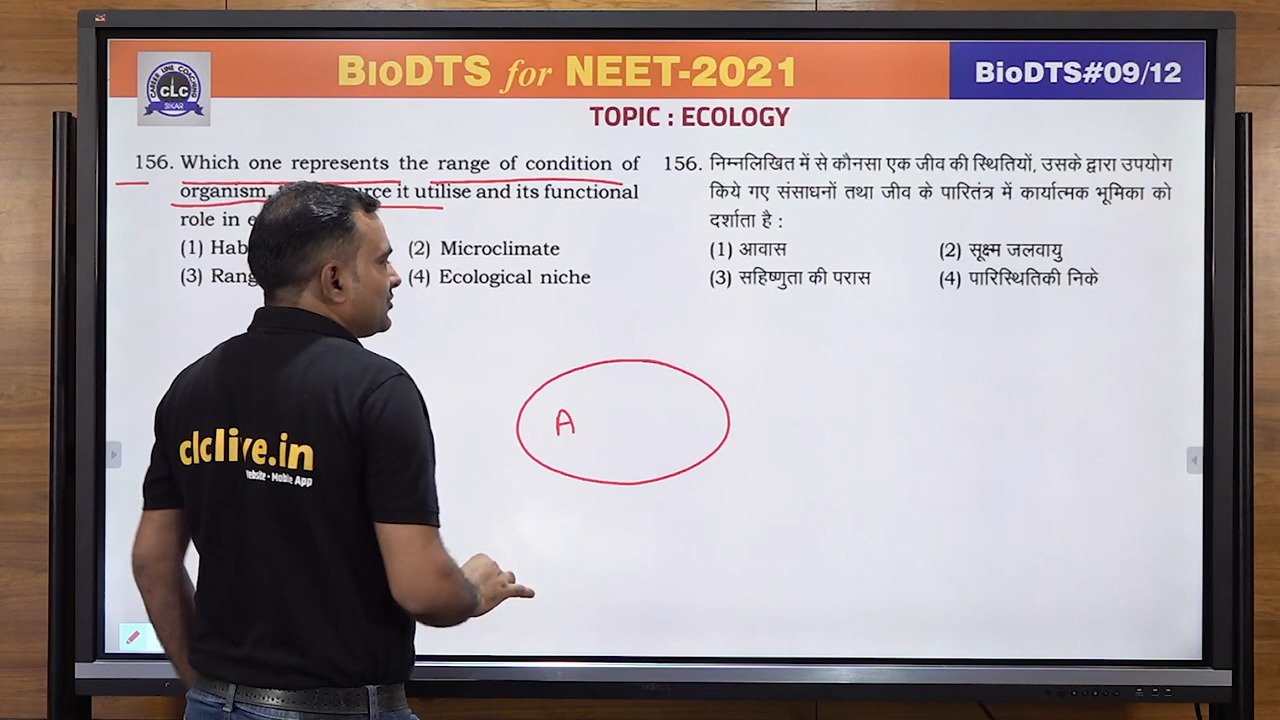 BIODTS for NEET-2021
BIODTS#09/12
CAREER LINE COACHING
CLC
SIKAR
TOPIC : ECOLOGY
156. Which one represents the range of condition of
organism it utilise and its functional
role in
(1) (2) Microclimate
(3) (4) Ecological niche
156. निम्नलिखित में से कौनसा एक जीव की स्थितियों, उसके द्वारा उपयोग
किये गए संसाधनों तथा जीव के पारितंत्र में कार्यात्मक भूमिका को
दर्शाता है :
(1) आवास (2) सूक्ष्म जलवायु
(3) सहिष्णुता की परास (4) पारिस्थितिकी निके
A
clclive.in
Website - Mobile App